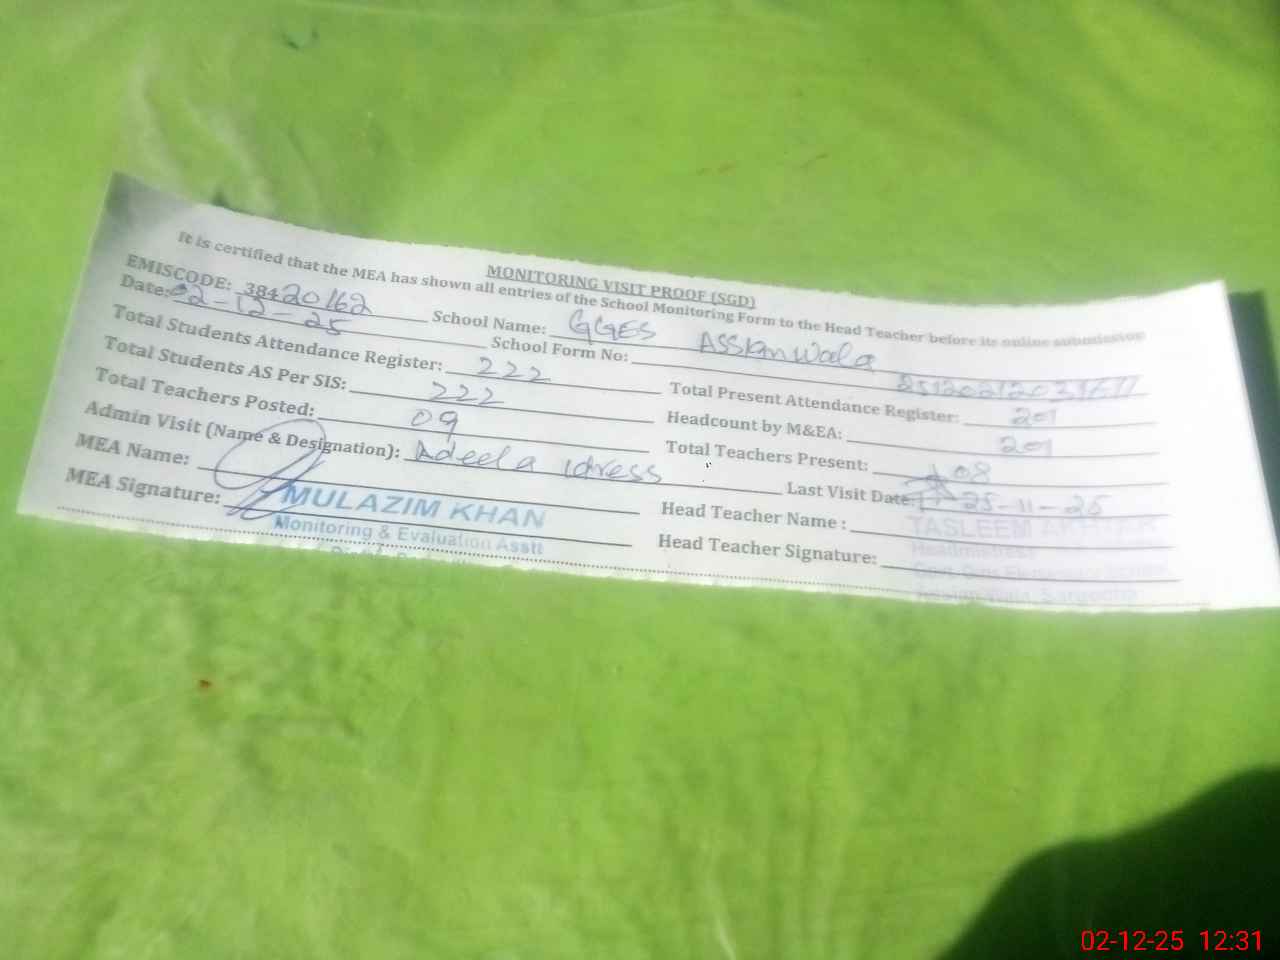 MONITORING VISIT PROOF (SGD)
It is certified that the MEA has shown all entries of the School Monitoring Form to the Head Teacher before its online submission
EMISCODE: 38420162 School Name: GGES Assianwala
Date: 02-12-25 School Form No:
Total Students Attendance Register: 222 Total Present Attendance Register: 201
Total Students AS Per SIS: 222 Headcount by M&EA: 201
Total Teachers Posted: 09 Total Teachers Present: 08
Admin Visit (Name & Designation): Adeela idress Last Visit Date: 25-11-25
MEA Name: Head Teacher Name :
MEA Signature: MULAZIM KHAN Head Teacher Signature: TASLEEM
Monitoring & Evaluation Asstt Headmistress
02-12-25 12:31